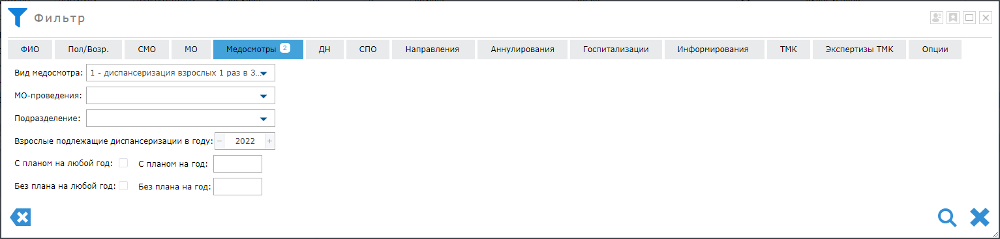 Фильтр
ФИО Пол/Возр. СМО МО Медосмотры 2 ДН СПО Направления Аннулирования Госпитализации Информирования ТМК Экспертизы ТМК Опции
Вид медосмотра: 1 - диспансеризация взрослых 1 раз в 3...
МО-проведения:
Подразделение:
Взрослые подлежащие диспансеризации в году: − 2022 +
С планом на любой год: С планом на год:
Без плана на любой год: Без плана на год: